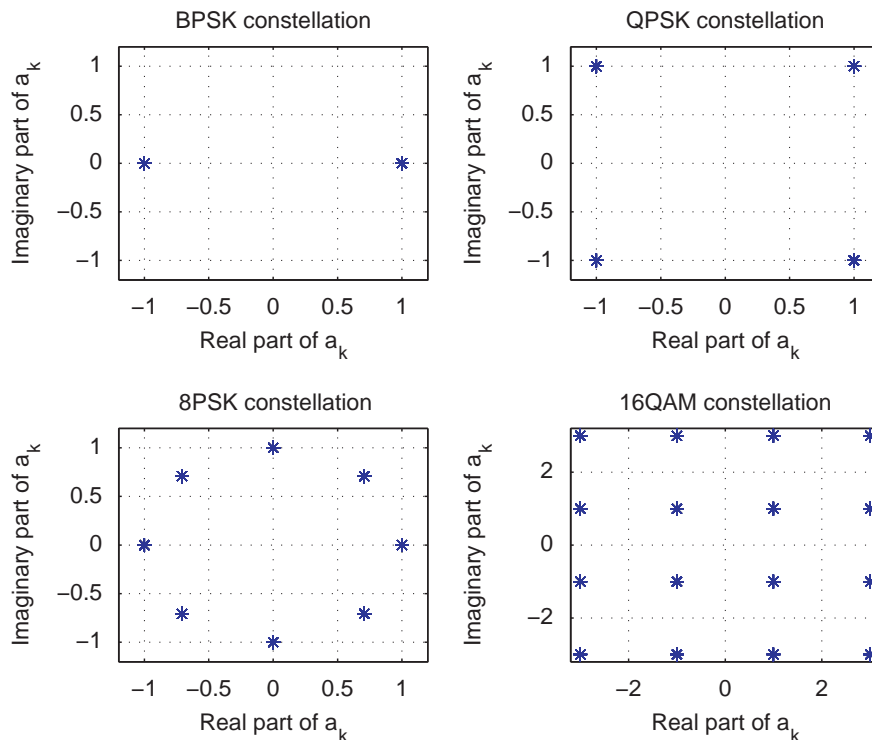 BPSK constellation
Imaginary part of a_k
1
0.5
0
−0.5
−1
−1 −0.5 0 0.5 1
Real part of a_k
QPSK constellation
Imaginary part of a_k
1
0.5
0
−0.5
−1
−1 −0.5 0 0.5 1
Real part of a_k
8PSK constellation
Imaginary part of a_k
1
0.5
0
−0.5
−1
−1 −0.5 0 0.5 1
Real part of a_k
16QAM constellation
Imaginary part of a_k
2
0
−2
−2 0 2
Real part of a_k